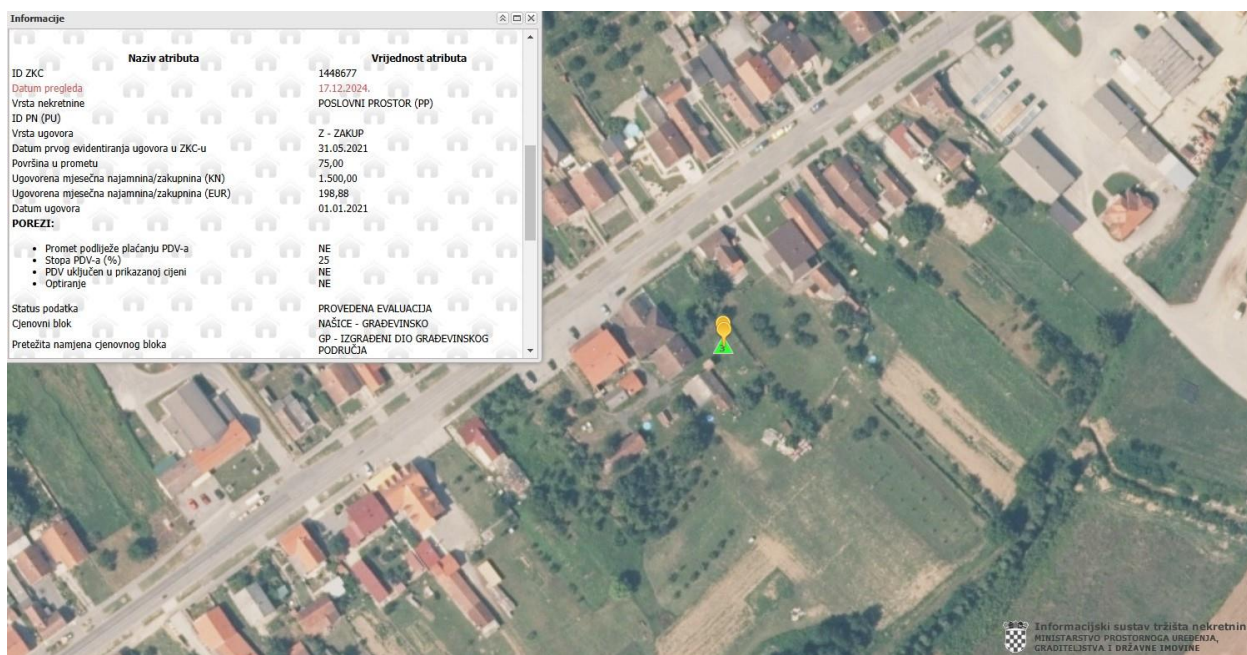 Informacije
Naziv atributa Vrijednost atributa
ID ZKC 1448677
Datum pregleda 17.12.2024.
Vrsta nekretnine POSLOVNI PROSTOR (PP)
ID PN (PU)
Vrsta ugovora Z - ZAKUP
Datum prvog evidentiranja ugovora u ZKC-u 31.05.2021
Površina u prometu 75,00
Ugovorena mjesečna najamnina/zakupnina (KN) 1.500,00
Ugovorena mjesečna najamnina/zakupnina (EUR) 198,88
Datum ugovora 01.01.2021
POREZI:
• Promet podliježe plaćanju PDV-a NE
• Stopa PDV-a (%) 25
• PDV uključen u prikazanoj cijeni NE
• Optiranje NE
Status podatka PROVEDENA EVALUACIJA
Cjenovni blok NAŠICE - GRAĐEVINSKO
Pretežita namjena cjenovnog bloka GP - IZGRAĐENI DIO GRAĐEVINSKOG
PODRUČJA
Informacijski sustav tržišta nekretnin
MINISTARSTVO PROSTORNOGA UREĐENJA,
GRADITELJSTVA I DRŽAVNE IMOVINE